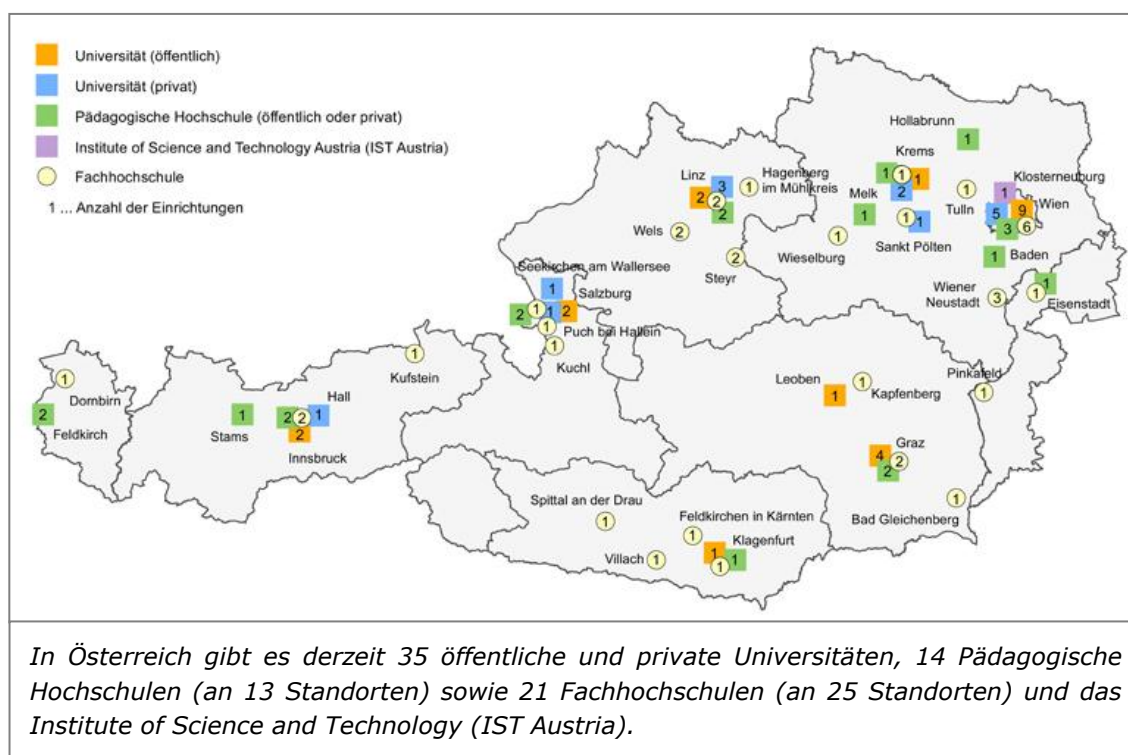 Universität (öffentlich)
Universität (privat)
Pädagogische Hochschule (öffentlich oder privat)
Institute of Science and Technology Austria (IST Austria)
Fachhochschule
1 ... Anzahl der Einrichtungen
Hollabrunn
1
Krems
1
1
1
2
Klosterneuburg
1
Wien
5
9
3
6
Tulln
1
Melk
1
Sankt Pölten
1
1
Linz
3
2
2
2
Hagenberg
im Mühlkreis
1
Wels
2
Steyr
2
Wieselburg
1
Baden
1
Wiener
Neustadt
3
Eisenstadt
1
1
Seekirchen am Wallersee
1
Salzburg
2
1
1
2
Puch bei Hallein
1
Kuchl
1
Kufstein
1
Dornbirn
1
Feldkirch
2
Stams
1
Hall
1
Innsbruck
2
2
2
Leoben
1
Kapfenberg
1
Pinkafeld
1
Graz
4
2
2
Bad Gleichenberg
1
Spittal an der Drau
1
Feldkirchen in Kärnten
1
Villach
1
Klagenfurt
1
1
1
In Österreich gibt es derzeit 35 öffentliche und private Universitäten, 14 Pädagogische
Hochschulen (an 13 Standorten) sowie 21 Fachhochschulen (an 25 Standorten) und das
Institute of Science and Technology (IST Austria).